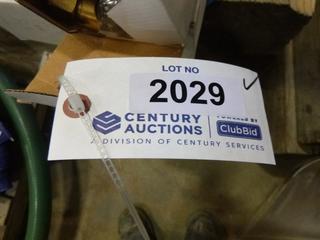 LOT NO
2029
CENTURY
AUCTIONS
POWERED BY
ClubBid
A DIVISION OF CENTURY SERVICES